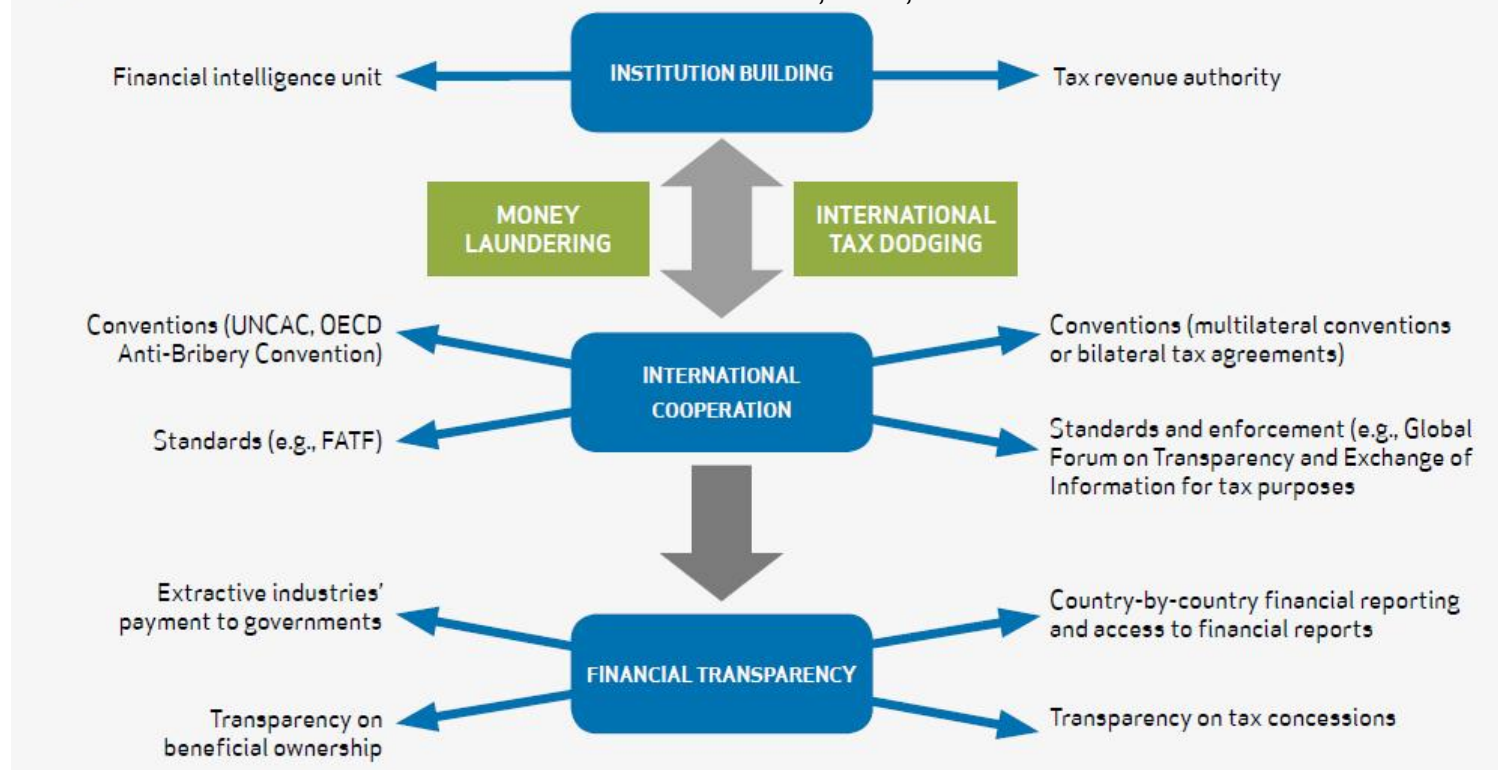 INSTITUTION BUILDING
Financial intelligence unit
Tax revenue authority
MONEY
LAUNDERING
INTERNATIONAL
TAX DODGING
Conventions (UNCAC, OECD
Anti-Bribery Convention)
Conventions (multilateral conventions
or bilateral tax agreements)
INTERNATIONAL
COOPERATION
Standards (e.g., FATF)
Standards and enforcement (e.g., Global
Forum on Transparency and Exchange of
Information for tax purposes
Extractive industries'
payment to governments
Country-by-country financial reporting
and access to financial reports
FINANCIAL TRANSPARENCY
Transparency on
beneficial ownership
Transparency on tax concessions